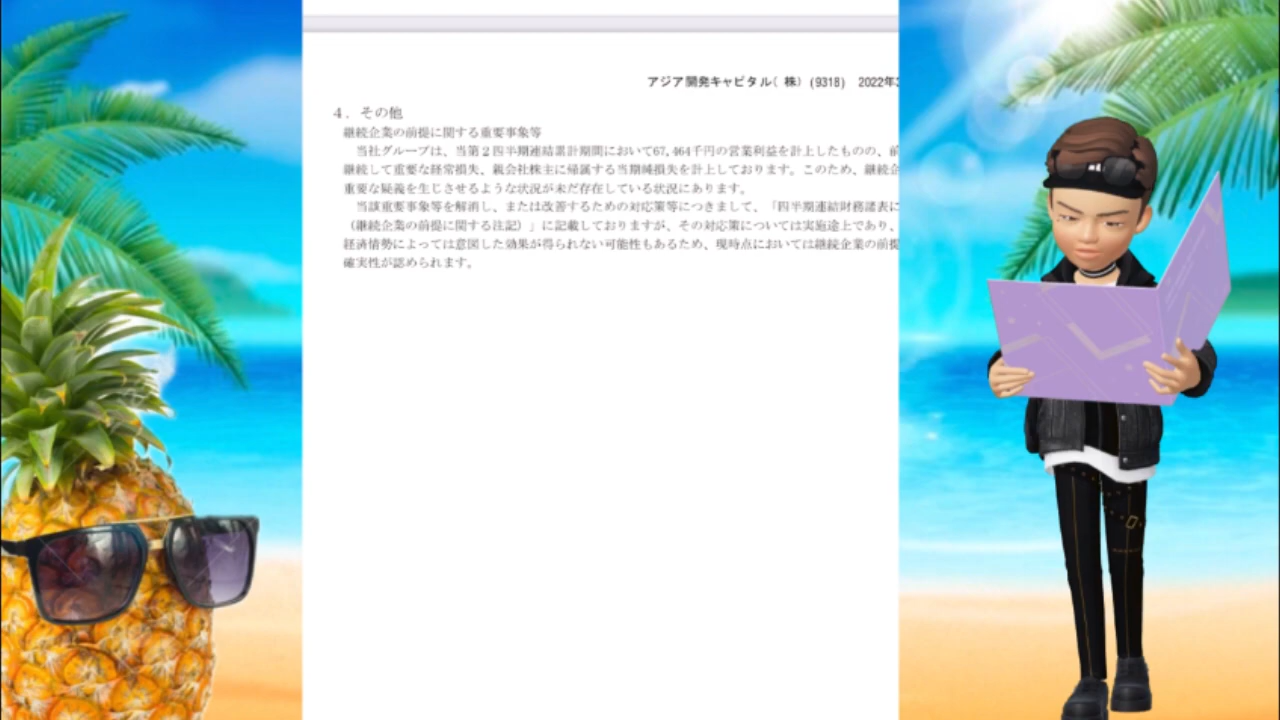 アジア開発キャピタル(株) (9318) 2022年
4．その他
継続企業の前提に関する重要事象等
当社グループは、当第２四半期連結累計期間において67,464千円の営業利益を計上したものの、前
継続して重要な経常損失、親会社株主に帰属する当期純損失を計上しております。このため、継続企
重要な疑義を生じさせるような状況が未だ存在している状況にあります。
当該重要事象等を解消し、または改善するための対応策等につきまして、「四半期連結財務諸表に
（継続企業の前提に関する注記）」に記載しておりますが、その対応策については実施途上であり、
経済情勢によっては意図した効果が得られない可能性もあるため、現時点においては継続企業の前提
確実性が認められます。